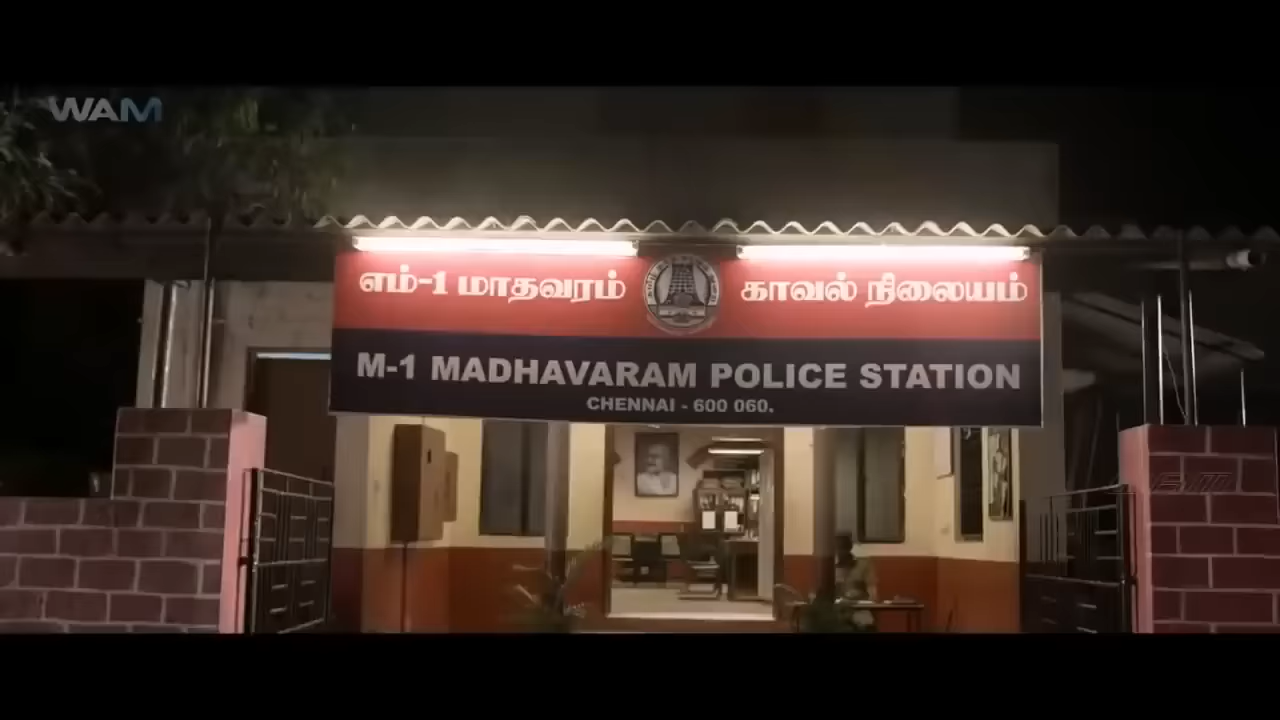 WAM
எம்-1 மாதவரம் காவல் நிலையம்
M-1 MADHAVARAM POLICE STATION
CHENNAI - 600 060.